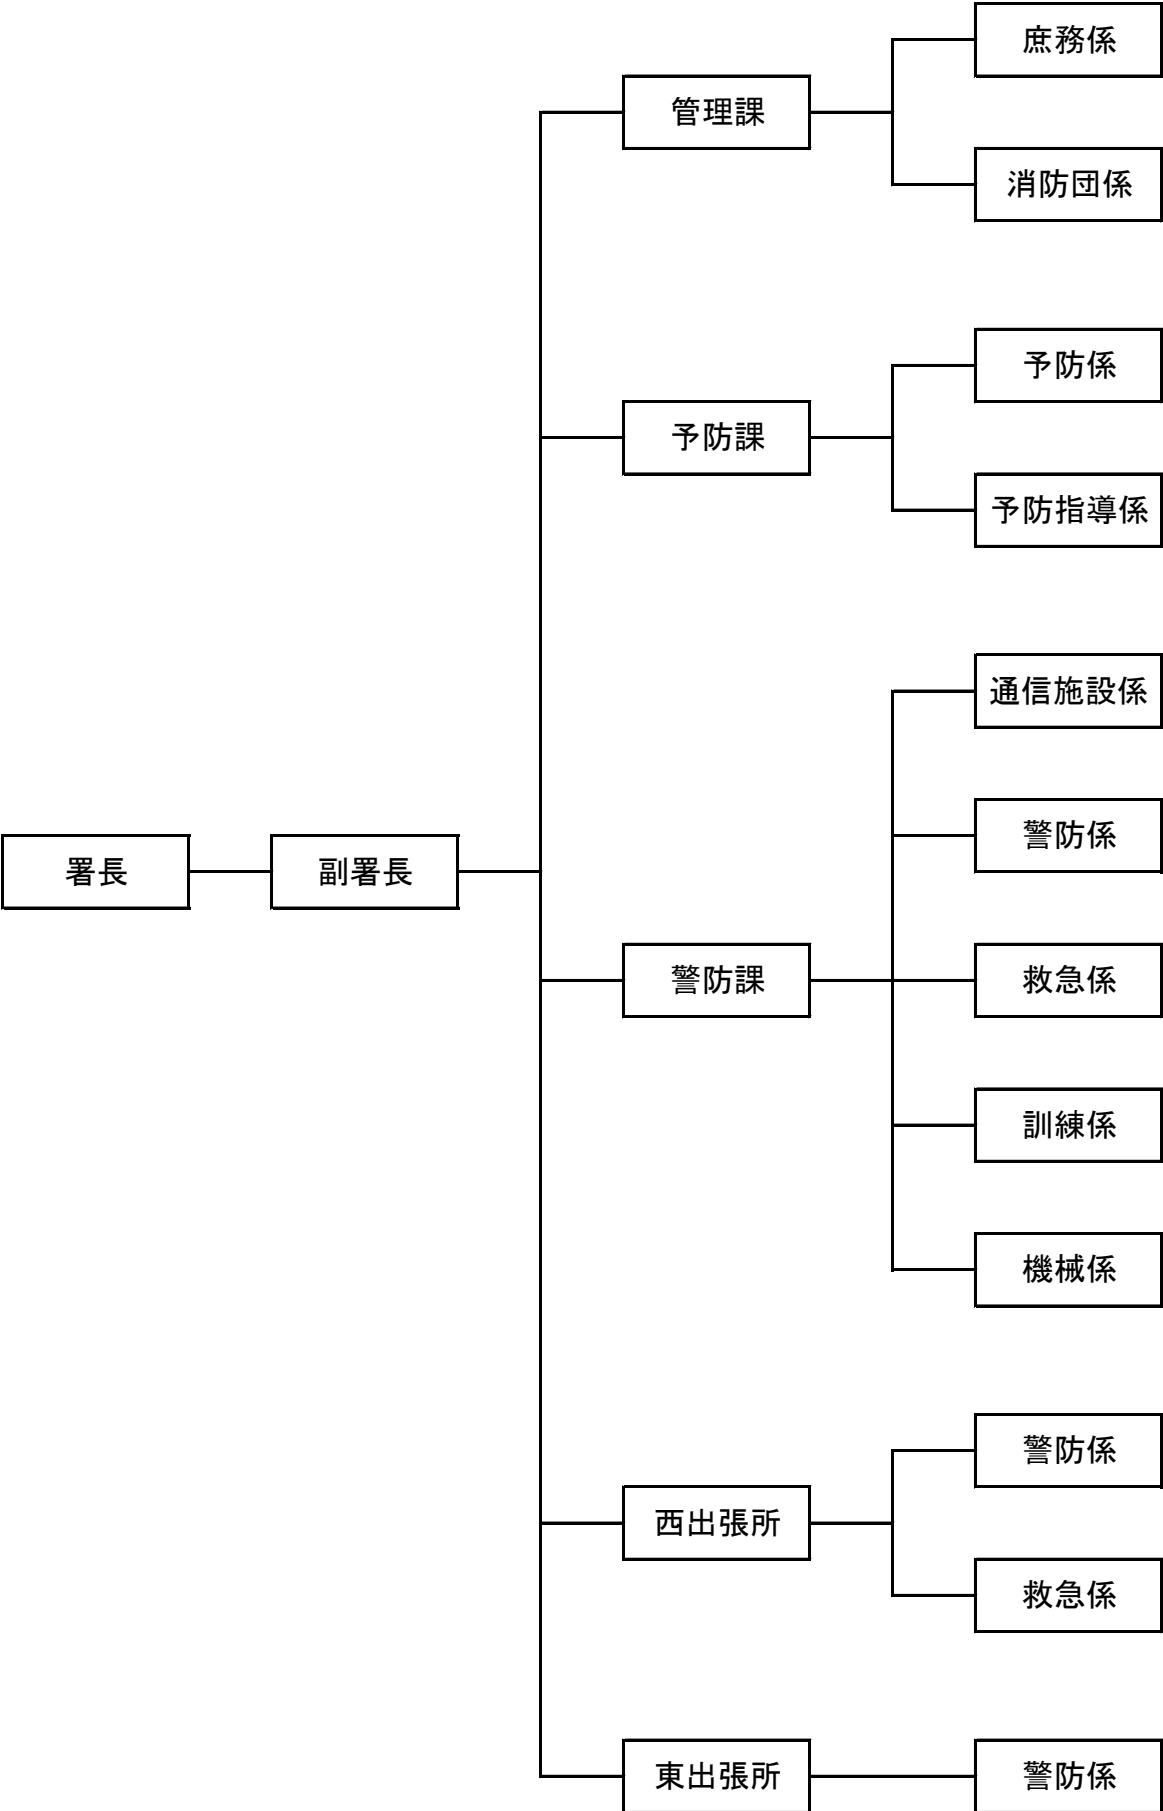 署長
副署長
管理課
庶務係
消防団係
予防課
予防係
予防指導係
警防課
通信施設係
警防係
救急係
訓練係
機械係
西出張所
警防係
救急係
東出張所
警防係